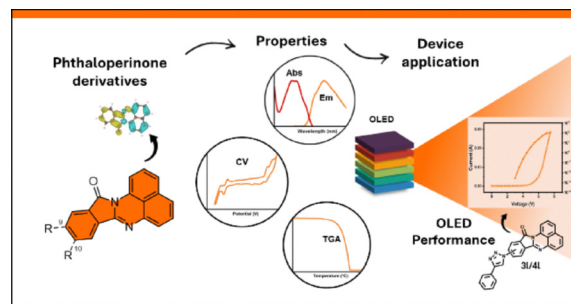 Phthaloperinone
derivatives
Properties
Device
application
Abs
Em
Wavelength (nm)
CV
Potential (V)
TGA
Temperature (°C)
OLED
Current (A)
Voltage (V)
OLED
Performance
3l/4l
O
N
N
R
9
R
10